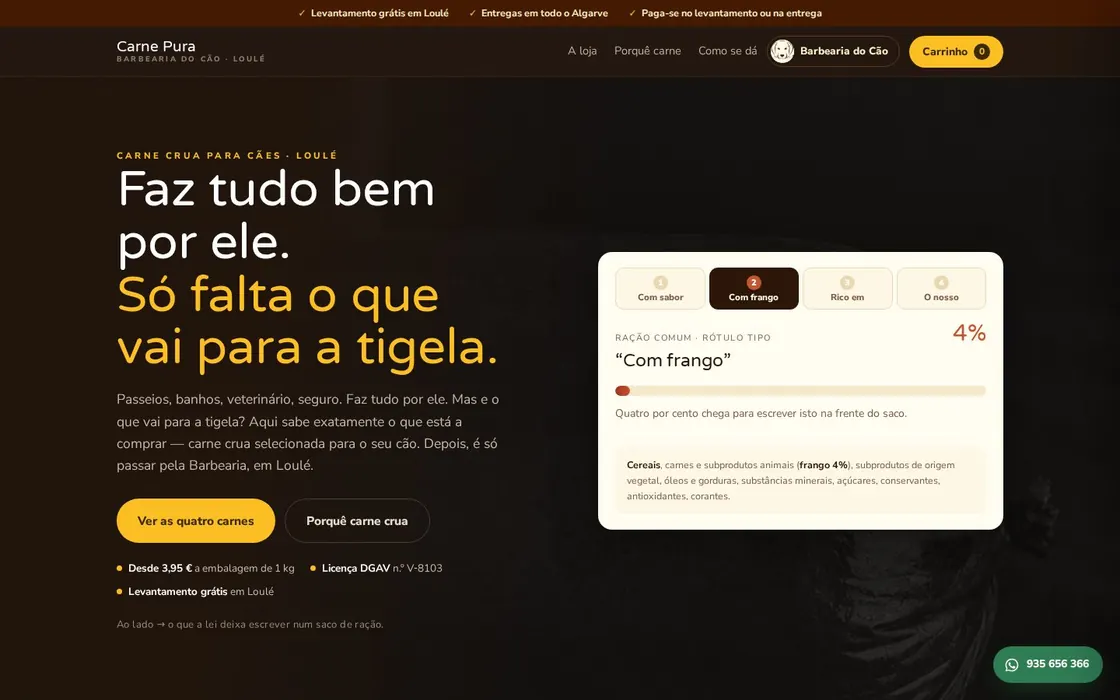 ✓ Levantamento grátis em Loulé ✓ Entregas em todo o Algarve ✓ Paga-se no levantamento ou na entrega
Carne Pura
BARBEARIA DO CÃO · LOULÉ
A loja Porquê carne Como se dá Barbearia do Cão Carrinho 0
CARNE CRUA PARA CÃES · LOULÉ
Faz tudo bem
por ele.
Só falta o que
vai para a tigela.
Passeios, banhos, veterinário, seguro. Faz tudo por ele. Mas e o
que vai para a tigela? Aqui sabe exatamente o que está a
comprar — carne crua selecionada para o seu cão. Depois, é só
passar pela Barbearia, em Loulé.
Ver as quatro carnes Porquê carne crua
Desde 3,95 € a embalagem de 1 kg Licença DGAV n.º V-8103
Levantamento grátis em Loulé
Ao lado → o que a lei deixa escrever num saco de ração.
1 2 3 4
Com sabor Com frango Rico em O nosso
RAÇÃO COMUM · RÓTULO TIPO 4%
“Com frango”
Quatro por cento chega para escrever isto na frente do saco.
Cereais, carnes e subprodutos animais (frango 4%), subprodutos de origem
vegetal, óleos e gorduras, substâncias minerais, açúcares, conservantes,
antioxidantes, corantes.
935 656 366